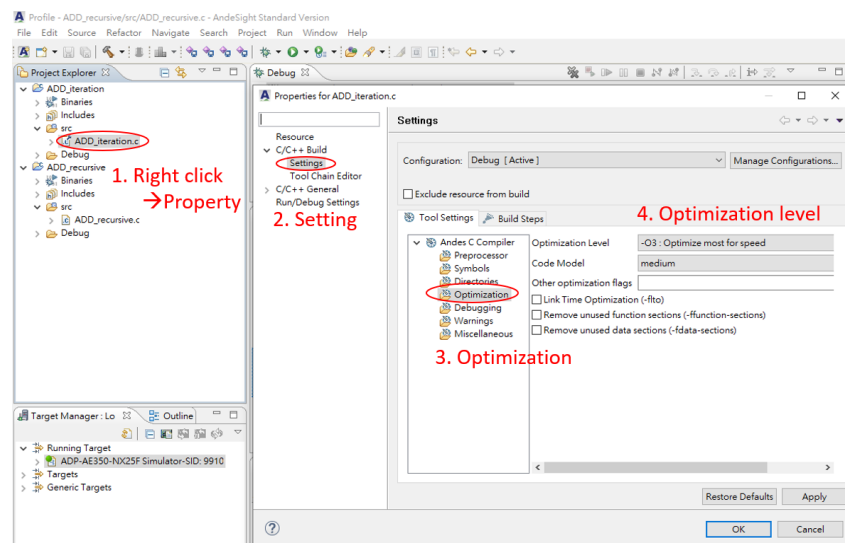 Profile - ADD_recursive/src/ADD_recursive.c - AndeSight Standard Version
File Edit Source Refactor Navigate Search Project Run Window Help
Project Explorer
ADD_iteration
Binaries
Includes
src
ADD_iteration.c
Debug
ADD_recursive
Binaries
Includes
src
ADD_recursive.c
Debug
1. Right click
→Property
Target Manager : Lo
Outline
Running Target
ADP-AE350-NX25F Simulator-SID: 9910
Targets
Generic Targets
Debug
Properties for ADD_iteration.c
Resource
C/C++ Build
Settings
Tool Chain Editor
C/C++ General
Run/Debug Settings
2. Setting
Settings
Configuration: Debug [ Active ]
Manage Configurations...
Exclude resource from build
Tool Settings
Build Steps
4. Optimization level
Andes C Compiler
Preprocessor
Symbols
Directories
Optimization
Debugging
Warnings
Miscellaneous
3. Optimization
Optimization Level -O3 : Optimize most for speed
Code Model medium
Other optimization flags
Link Time Optimization (-flto)
Remove unused function sections (-ffunction-sections)
Remove unused data sections (-fdata-sections)
Restore Defaults
Apply
OK
Cancel